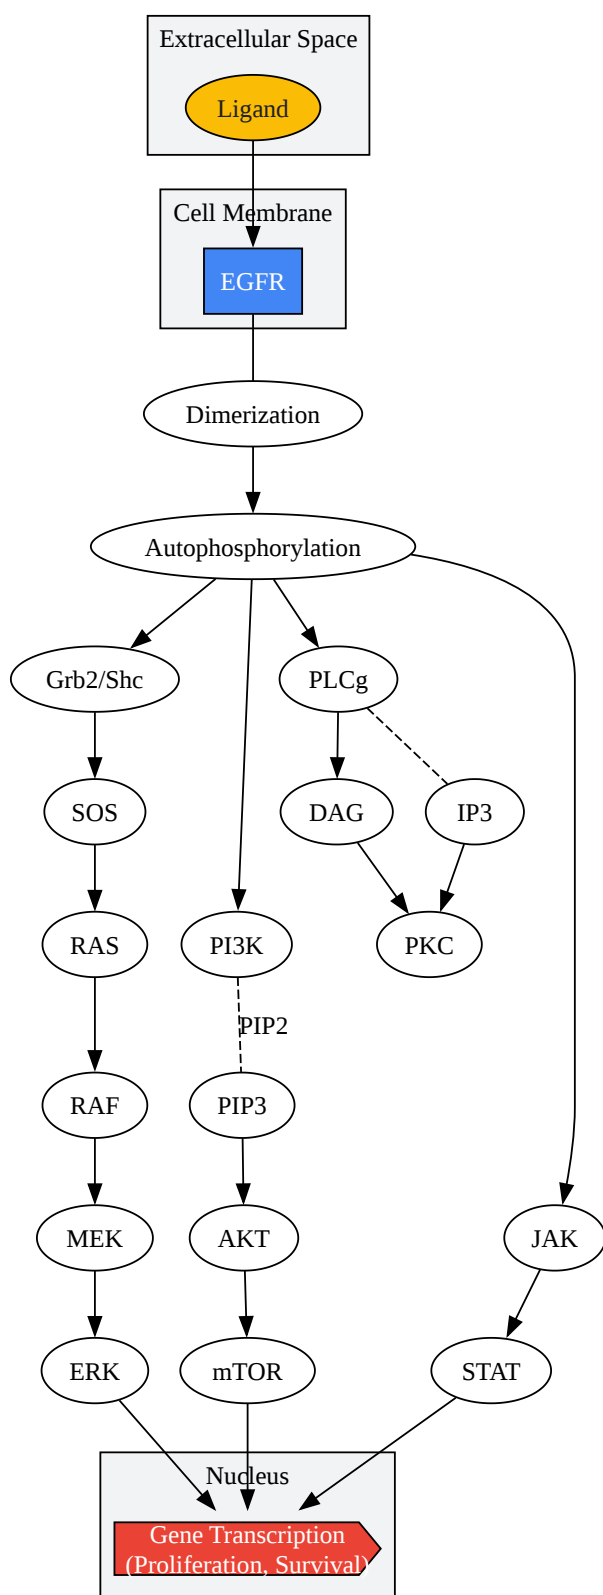 Extracellular Space
Ligand
Cell Membrane
EGFR
Dimerization
Autophosphorylation
Grb2/Shc
PLCg
SOS
DAG
IP3
RAS
PI3K
PKC
PIP2
RAF
PIP3
MEK
AKT
JAK
ERK
mTOR
STAT
Nucleus
Gene Transcription
(Proliferation, Survival)